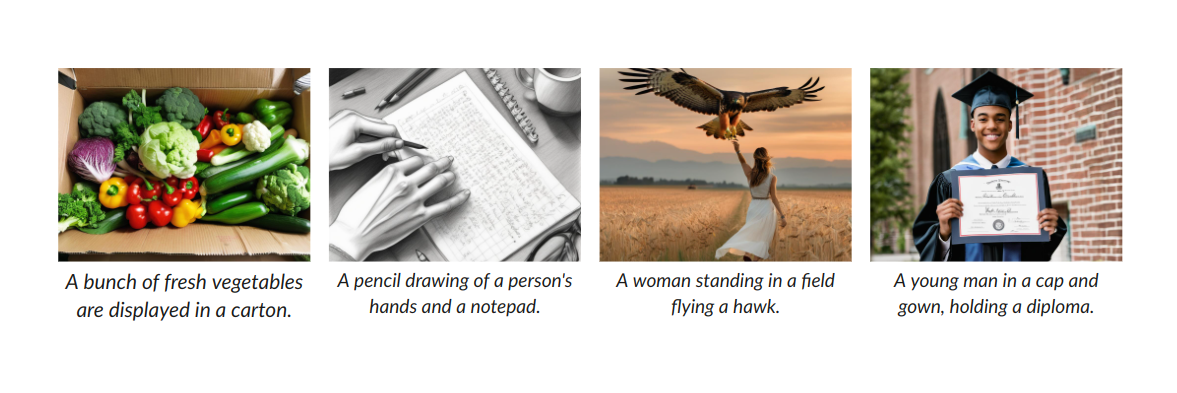 A bunch of fresh vegetables
are displayed in a carton.
A pencil drawing of a person's
hands and a notepad.
A woman standing in a field
flying a hawk.
A young man in a cap and
gown, holding a diploma.